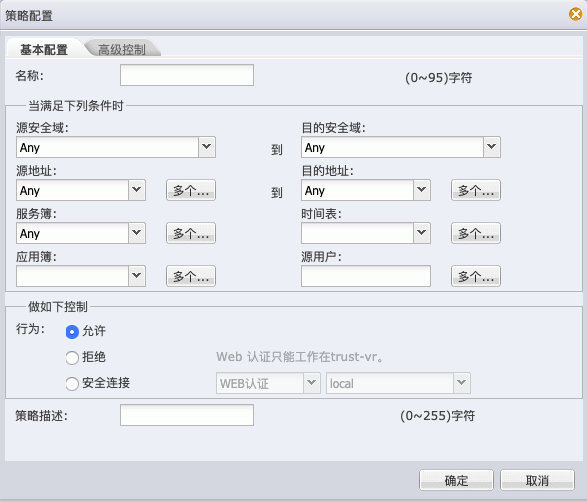 策略配置
基本配置 高级控制
名称: (0~95)字符
当满足下列条件时
源安全域: 目的安全域:
Any 到 Any
源地址: 目的地址:
Any 多个... 到 Any 多个...
服务簿: 时间表:
Any 多个... 多个...
应用簿: 源用户:
多个... 多个...
做如下控制
行为: 允许
拒绝 Web 认证只能工作在trust-vr。
安全连接 WEB认证 local
策略描述: (0~255)字符
确定 取消